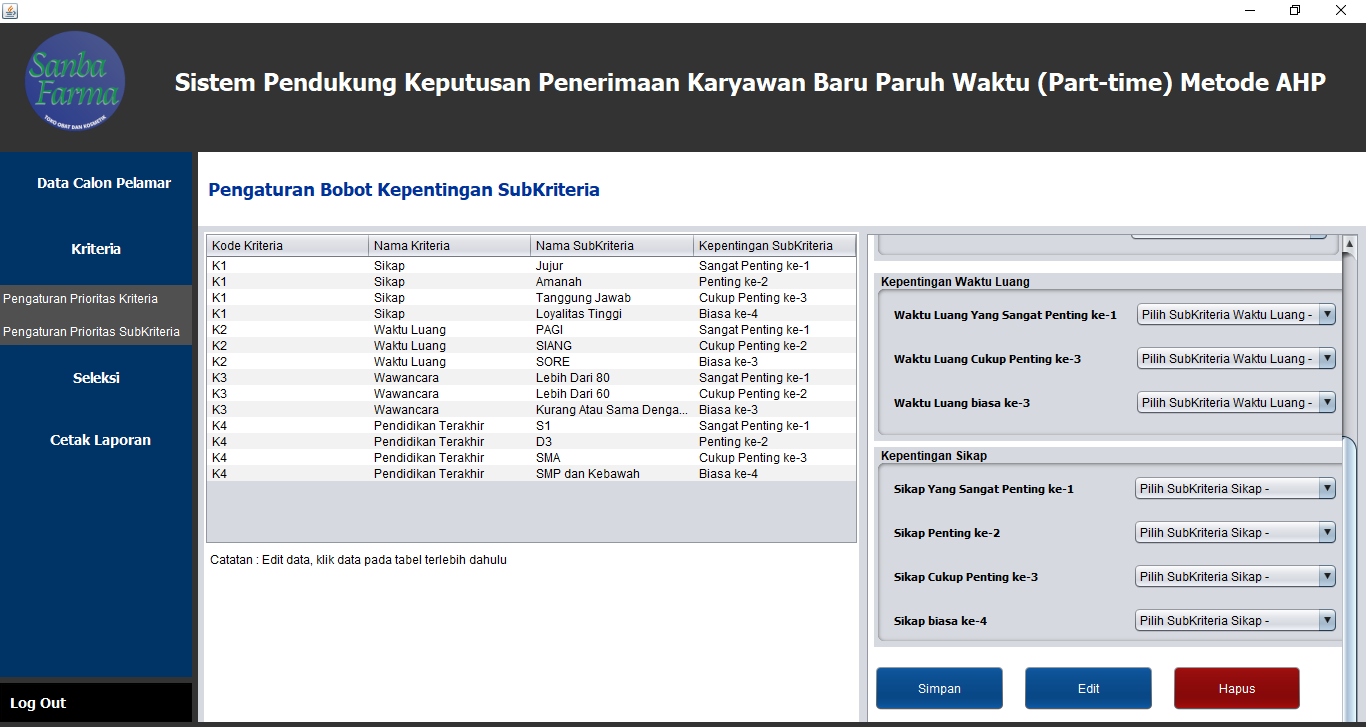 Sanba
Farma
TOKO OBAT DAN KOSMETIK
Sistem Pendukung Keputusan Penerimaan Karyawan Baru Paruh Waktu (Part-time) Metode AHP
Data Calon Pelamar
Kriteria
Pengaturan Prioritas Kriteria
Pengaturan Prioritas SubKriteria
Seleksi
Cetak Laporan
Log Out
Pengaturan Bobot Kepentingan SubKriteria
Kode Kriteria Nama Kriteria Nama SubKriteria Kepentingan SubKriteria
K1 Sikap Jujur Sangat Penting ke-1
K1 Sikap Amanah Penting ke-2
K1 Sikap Tanggung Jawab Cukup Penting ke-3
K1 Sikap Loyalitas Tinggi Biasa ke-4
K2 Waktu Luang PAGI Sangat Penting ke-1
K2 Waktu Luang SIANG Cukup Penting ke-2
K2 Waktu Luang SORE Biasa ke-3
K3 Wawancara Lebih Dari 80 Sangat Penting ke-1
K3 Wawancara Lebih Dari 60 Cukup Penting ke-2
K3 Wawancara Kurang Atau Sama Denga... Biasa ke-3
K4 Pendidikan Terakhir S1 Sangat Penting ke-1
K4 Pendidikan Terakhir D3 Penting ke-2
K4 Pendidikan Terakhir SMA Cukup Penting ke-3
K4 Pendidikan Terakhir SMP dan Kebawah Biasa ke-4
Catatan : Edit data, klik data pada tabel terlebih dahulu
Kepentingan Waktu Luang
Waktu Luang Yang Sangat Penting ke-1 Pilih SubKriteria Waktu Luang -
Waktu Luang Cukup Penting ke-3 Pilih SubKriteria Waktu Luang -
Waktu Luang biasa ke-3 Pilih SubKriteria Waktu Luang -
Kepentingan Sikap
Sikap Yang Sangat Penting ke-1 Pilih SubKriteria Sikap -
Sikap Penting ke-2 Pilih SubKriteria Sikap -
Sikap Cukup Penting ke-3 Pilih SubKriteria Sikap -
Sikap biasa ke-4 Pilih SubKriteria Sikap -
Simpan Edit Hapus